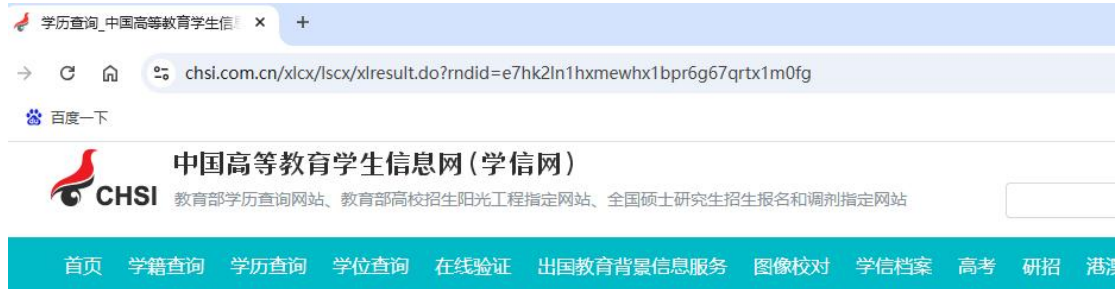 学历查询_中国高等教育学生信
chsi.com.cn/xlcx/lscx/xlresult.do?rndid=e7hk2ln1hxmewhx1bpr6g67qrtx1m0fg
百度一下
中国高等教育学生信息网(学信网)
CHSI 教育部学历查询网站、教育部高校招生阳光工程指定网站、全国硕士研究生招生报名和调剂指定网站
首页 学籍查询 学历查询 学位查询 在线验证 出国教育背景信息服务 图像校对 学信档案 高考 研招 港澳